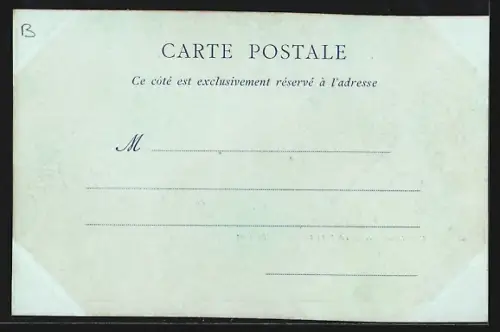 B
CARTE POSTALE
Ce côté est exclusivement réservé à l'adresse
M